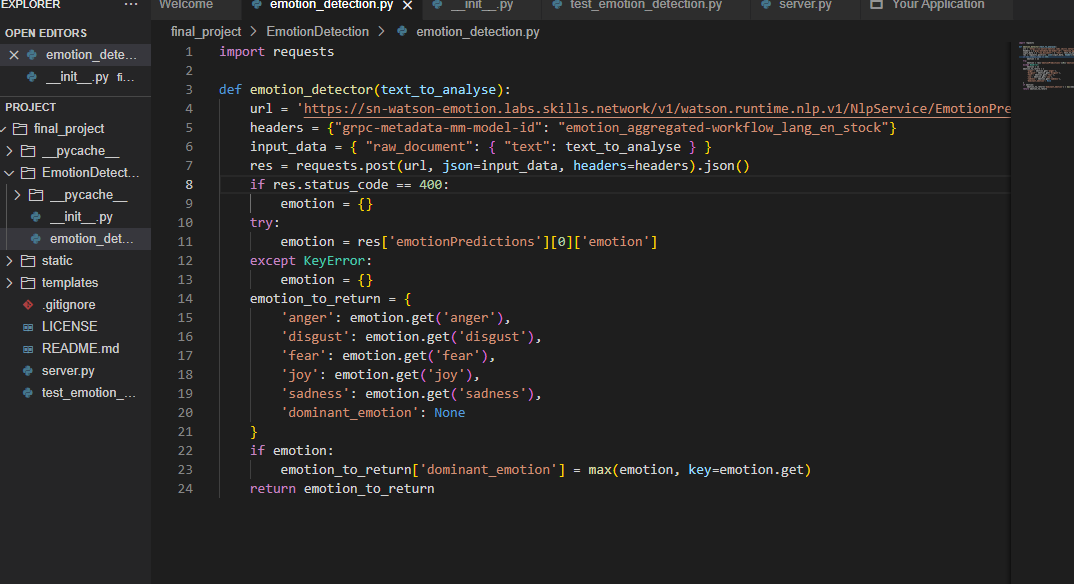 EXPLORER ···
Welcome
emotion_detection.py
__init__.py
test_emotion_detection.py
server.py
Your Application
OPEN EDITORS
emotion_dete...
__init__.py fi...
PROJECT
final_project
__pycache__
EmotionDetect...
__pycache__
__init__.py
emotion_det...
static
templates
.gitignore
LICENSE
README.md
server.py
test_emotion_...
final_project > EmotionDetection > emotion_detection.py
1 import requests
2
3 def emotion_detector(text_to_analyse):
4     url = 'https://sn-watson-emotion.labs.skills.network/v1/watson.runtime.nlp.v1/NlpService/EmotionPre
5     headers = {"grpc-metadata-mm-model-id": "emotion_aggregated-workflow_lang_en_stock"}
6     input_data = { "raw_document": { "text": text_to_analyse } }
7     res = requests.post(url, json=input_data, headers=headers).json()
8     if res.status_code == 400:
9         emotion = {}
10     try:
11         emotion = res['emotionPredictions'][0]['emotion']
12     except KeyError:
13         emotion = {}
14     emotion_to_return = {
15         'anger': emotion.get('anger'),
16         'disgust': emotion.get('disgust'),
17         'fear': emotion.get('fear'),
18         'joy': emotion.get('joy'),
19         'sadness': emotion.get('sadness'),
20         'dominant_emotion': None
21     }
22     if emotion:
23         emotion_to_return['dominant_emotion'] = max(emotion, key=emotion.get)
24     return emotion_to_return